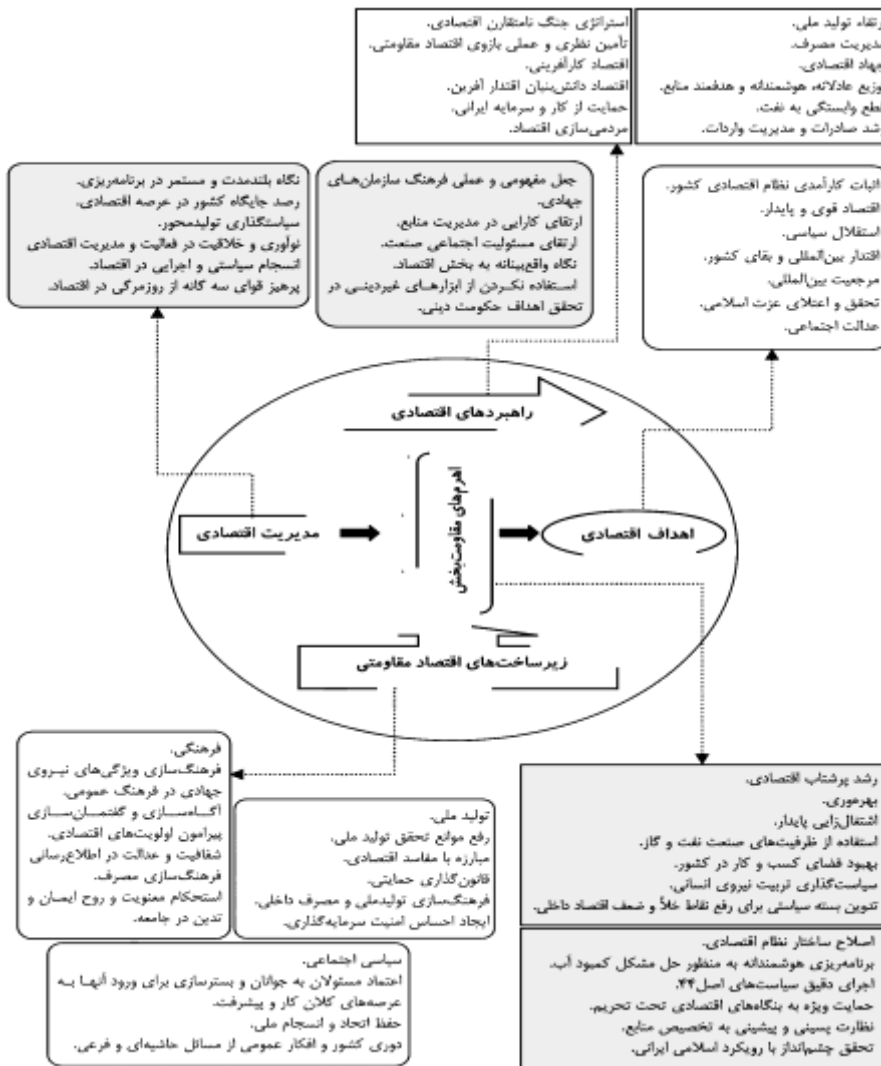 ارتقاء تولید ملی.
مدیریت مصرف.
جهاد اقتصادی.
توزیع عادلانه، هوشمندانه و هدفمند منابع.
قطع وابستگی به نفت.
رشد صادرات و مدیریت واردات.
استراتژی جنگ نامتقارن اقتصادی.
تأمین نظری و عملی بازوی اقتصاد مقاومتی.
اقتصاد کارآفرینی.
اقتصاد دانش‌بنیان اقتدار آفرین.
حمایت از کار و سرمایه ایرانی.
مردمی‌سازی اقتصاد.
اثبات کارآمدی نظام اقتصادی کشور.
اقتصاد قوی و پایدار.
استقلال سیاسی.
اقتدار بین‌المللی و بقای کشور.
مرجعیت بین‌المللی.
تحقق و اعتلای عزت اسلامی.
عدالت اجتماعی.
جعل مفهومی و عملی فرهنگ سازمان‌های
جهادی.
ارتقای کارایی در مدیریت منابع.
ارتقای مسئولیت اجتماعی صنعت.
نگاه واقع‌بینانه به بخش اقتصاد.
استفاده نکردن از ابزارهای غیردینی در
تحقق اهداف حکومت دینی.
نگاه بلندمدت و مستمر در برنامه‌ریزی.
رصد جایگاه کشور در عرصه اقتصادی.
سیاستگذاری تولیدمحور.
نوآوری و خلاقیت در فعالیت و مدیریت اقتصادی
انسجام سیاستی و اجرایی در اقتصاد.
پرهیز قوای سه گانه از روزمرگی در اقتصاد.
راهبردهای اقتصادی
اهرم‌های مقاومت‌بخش
اهداف اقتصادی
مدیریت اقتصادی
زیرساخت‌های اقتصاد مقاومتی
رشد پرشتاب اقتصادی.
بهره‌وری.
اشتغال‌زایی پایدار.
استفاده از ظرفیت‌های صنعت نفت و گاز.
بهبود فضای کسب و کار در کشور.
سیاست‌گذاری تربیت نیروی انسانی.
تدوین بسته سیاستی برای رفع نقاط خلأ و ضعف اقتصاد داخلی.
اصلاح ساختار نظام اقتصادی.
برنامه‌ریزی هوشمندانه به منظور حل مشکل کمبود آب.
اجرای دقیق سیاست‌های اصل۴۴.
حمایت ویژه به بنگاه‌های اقتصادی تحت تحریم.
نظارت پسینی و پیشینی به تخصیص منابع.
تحقق چشم‌انداز با رویکرد اسلامی ایرانی.
تولید ملی.
رفع موانع تحقق تولید ملی.
مبارزه با مفاسد اقتصادی.
قانون‌گذاری حمایتی.
فرهنگ‌سازی تولیدملی و مصرف داخلی.
ایجاد احساس امنیت سرمایه‌گذاری.
فرهنگی.
فرهنگ‌سازی ویژگی‌های نیروی
جهادی در فرهنگ عمومی.
آگاه‌سازی و گفتمان‌سازی
پیرامون اولویت‌های اقتصادی.
شفافیت و عدالت در اطلاع‌رسانی
فرهنگ‌سازی مصرف.
استحکام معنویت و روح ایمان و
تدین در جامعه.
سیاسی اجتماعی.
اعتماد مسئولان به جوانان و بسترسازی برای ورود آنها به
عرصه‌های کلان کار و پیشرفت.
حفظ اتحاد و انسجام ملی.
دوری کشور و افکار عمومی از مسائل حاشیه‌ای و فرعی.